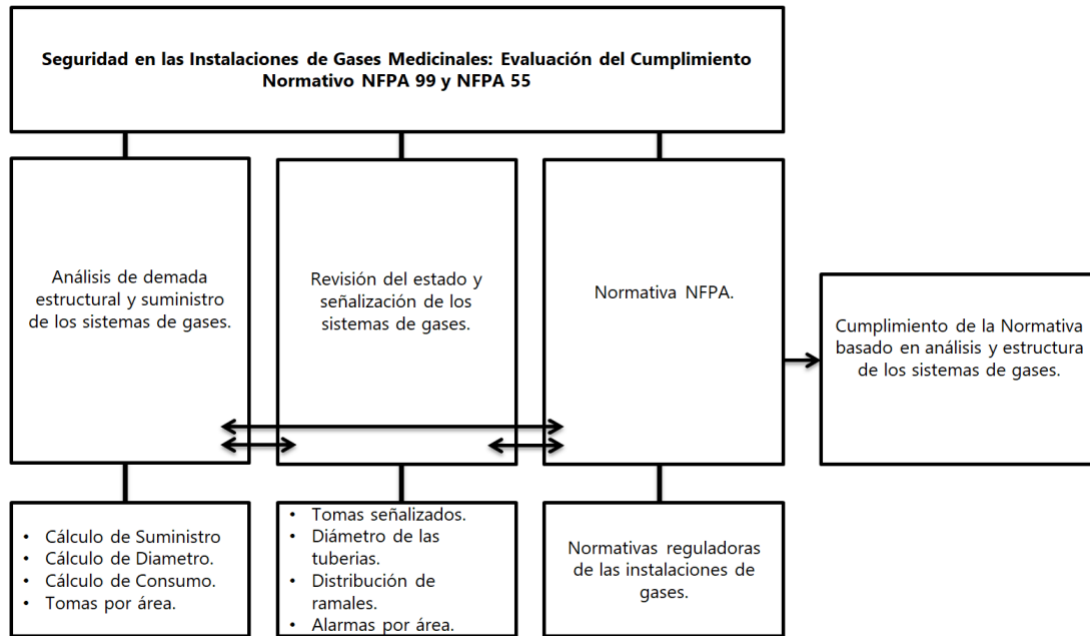 Seguridad en las Instalaciones de Gases Medicinales: Evaluación del Cumplimiento
Normativo NFPA 99 y NFPA 55
Análisis de demada
estructural y suministro
de los sistemas de gases.
Revisión del estado y
señalización de los
sistemas de gases.
Normativa NFPA.
Cumplimiento de la Normativa
basado en análisis y estructura
de los sistemas de gases.
• Cálculo de Suministro
• Cálculo de Diametro.
• Cálculo de Consumo.
• Tomas por área.
• Tomas señalizados.
• Diámetro de las
tuberias.
• Distribución de
ramales.
• Alarmas por área.
Normativas reguladoras
de las instalaciones de
gases.